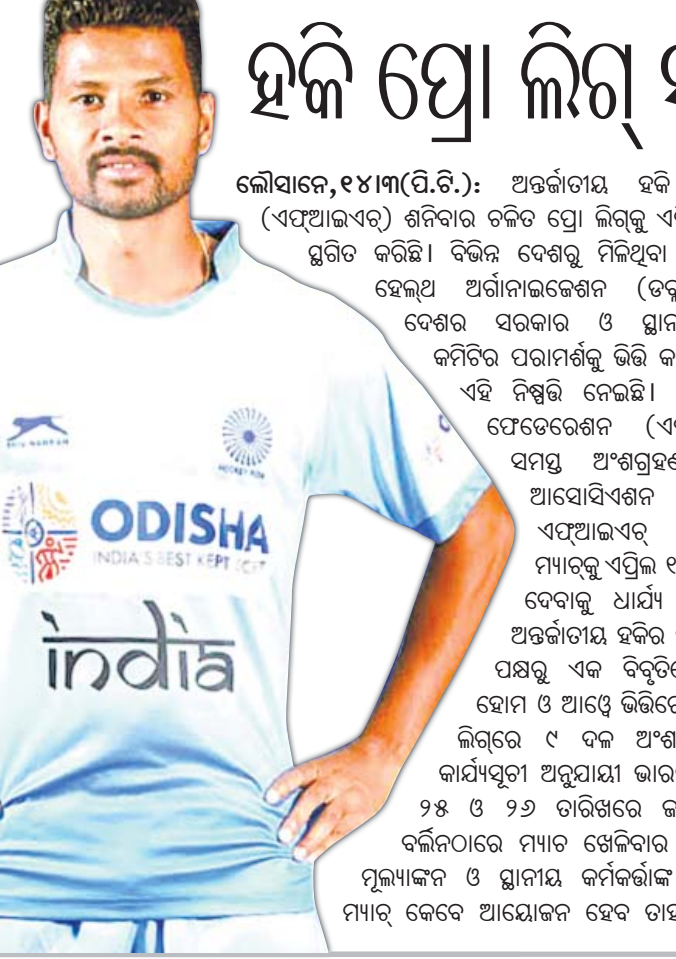 ହକି ପ୍ରୋ ଲିଗ୍
ଲୌସାନେ,୧୪।୩(ପି.ଟି.): ଅନ୍ତର୍ଜାତୀୟ ହକି
(ଏଫ୍ଆଇଏଚ୍) ଶନିବାର ଚଳିତ ପ୍ରୋ ଲିଗ୍‌କୁ
ସ୍ଥଗିତ କରିଛି। ବିଭିନ୍ନ ଦେଶରୁ ମିଳିଥିବା
ହେଲ୍‌ଥ ଅର୍ଗାନାଇଜେଶନ
ଦେଶର ସରକାର ଓ
କମିଟିର ପରାମର୍ଶକୁ ଭିତ୍ତି
ଏହି ନିଷ୍ପତ୍ତି ନେଇଛି।
ଫେଡେରେଶନ
ସମସ୍ତ
ଆସୋସିଏଶନ
ଏଫ୍ଆଇଏଚ୍
ମ୍ୟାଚ୍‌କୁ ଏପ୍ରିଲ
ଦେବାକୁ ଧାର୍ଯ୍ୟ
ଅନ୍ତର୍ଜାତୀୟ ହକିର
ପକ୍ଷରୁ ଏକ
ହୋମ ଓ ଆୱେ
ଲିଗ୍‌ରେ ୯ ଦଳ
କାର୍ଯ୍ୟସୂଚୀ ଅନୁଯାୟୀ
୨୫ ଓ ୨୬ ତାରିଖରେ
ବର୍ଲିନଠାରେ ମ୍ୟାଚ ଖେଳିବାର
ମୂଲ୍ୟାଙ୍କନ ଓ ସ୍ଥାନୀୟ କର୍ମକର୍ତ୍ତାଙ୍କ
ମ୍ୟାଚ୍ କେବେ ଆୟୋଜନ ହେବ
ODISHA
INDIA'S BEST KEPT
india